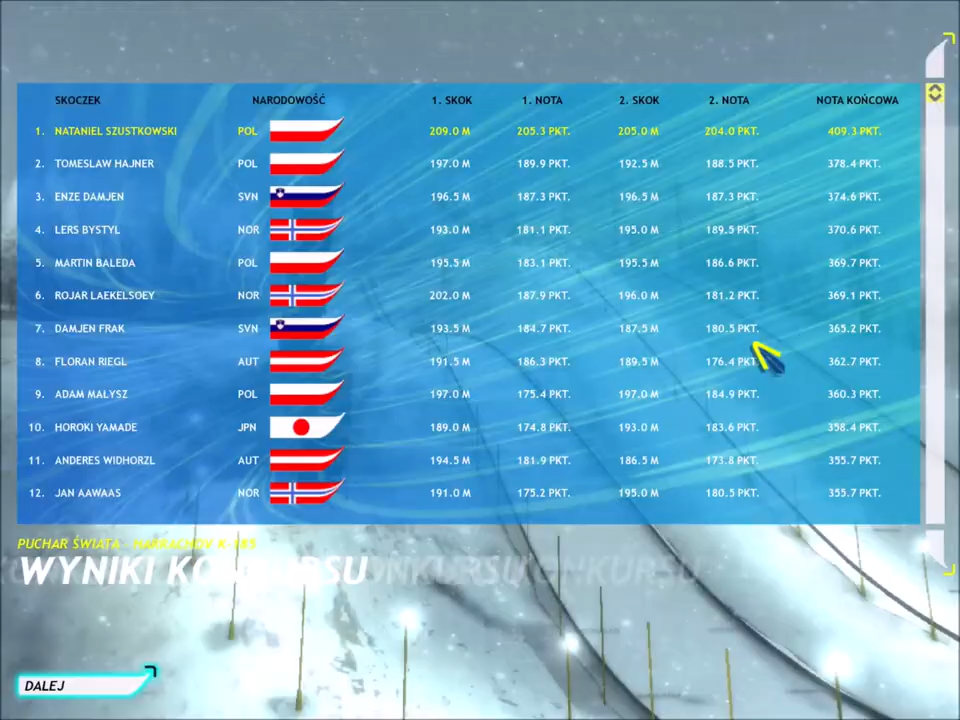 SKOCZEK NARODOWOŚĆ 1. SKOK 1. NOTA 2. SKOK 2. NOTA NOTA KOŃCOWA
1. NATANIEL SZUSTKOWSKI POL 209.0 M 205.3 PKT. 205.0 M 204.0 PKT. 409.3 PKT.
2. TOMESLAW HAJNER POL 197.0 M 189.9 PKT. 192.5 M 188.5 PKT. 378.4 PKT.
3. ENZE DAMJEN SVN 196.5 M 187.3 PKT. 196.5 M 187.3 PKT. 374.6 PKT.
4. LERS BYSTYL NOR 193.0 M 181.1 PKT. 195.0 M 189.5 PKT. 370.6 PKT.
5. MARTIN BALEDA POL 195.5 M 183.1 PKT. 195.5 M 186.6 PKT. 369.7 PKT.
6. ROJAR LAEKELSOEY NOR 202.0 M 187.9 PKT. 196.0 M 181.2 PKT. 369.1 PKT.
7. DAMJEN FRAK SVN 193.5 M 184.7 PKT. 187.5 M 180.5 PKT. 365.2 PKT.
8. FLORAN RIEGL AUT 191.5 M 186.3 PKT. 189.5 M 176.4 PKT. 362.7 PKT.
9. ADAM MALYSZ POL 197.0 M 175.4 PKT. 197.0 M 184.9 PKT. 360.3 PKT.
10. HOROKI YAMADE JPN 189.0 M 174.8 PKT. 193.0 M 183.6 PKT. 358.4 PKT.
11. ANDERES WIDHORZL AUT 194.5 M 181.9 PKT. 186.5 M 173.8 PKT. 355.7 PKT.
12. JAN AAWAAS NOR 191.0 M 175.2 PKT. 195.0 M 180.5 PKT. 355.7 PKT.
PUCHAR ŚWIATA - HARRACHOV K-185
WYNIKI KONKURSU
DALEJ